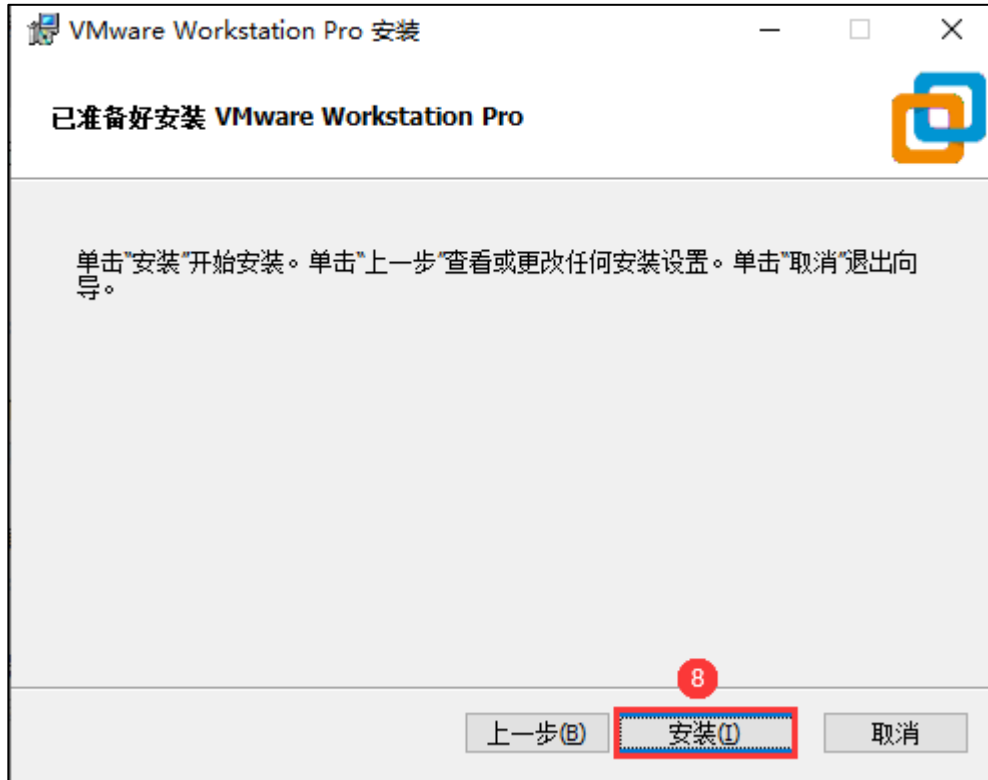 VMware Workstation Pro 安装
已准备好安装 VMware Workstation Pro
单击"安装"开始安装。单击"上一步"查看或更改任何安装设置。单击"取消"退出向
导。
8
上一步(B) 安装(I) 取消